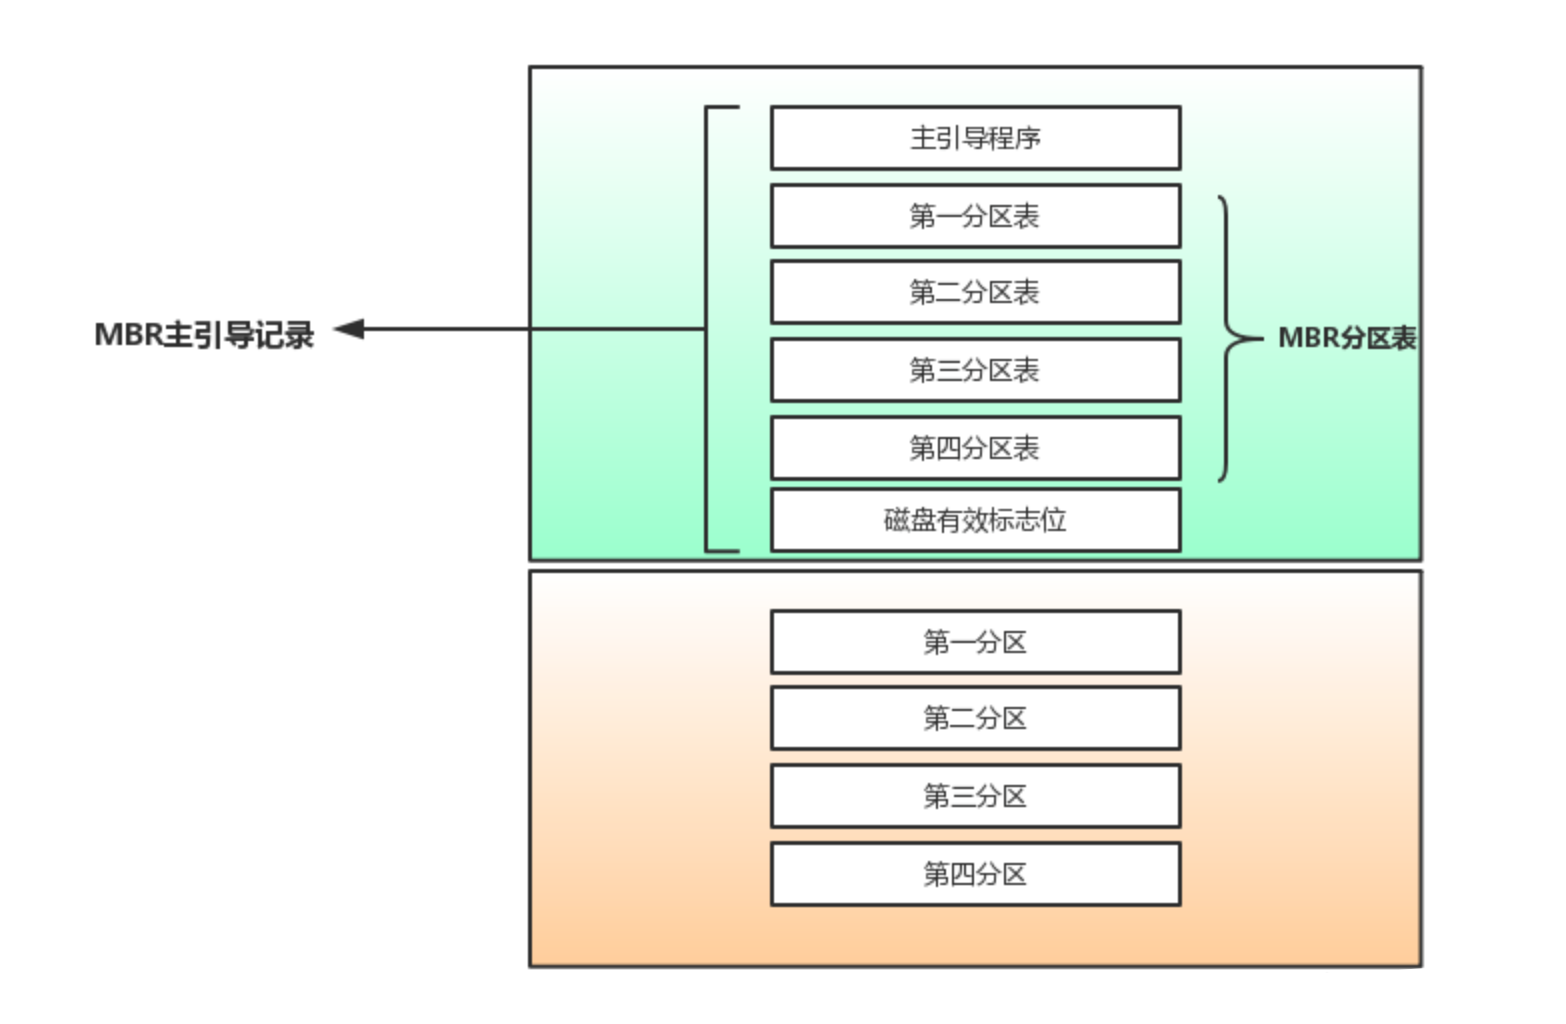 主引导程序
第一分区表
第二分区表
MBR主引导记录
MBR分区表
第三分区表
第四分区表
磁盘有效标志位
第一分区
第二分区
第三分区
第四分区